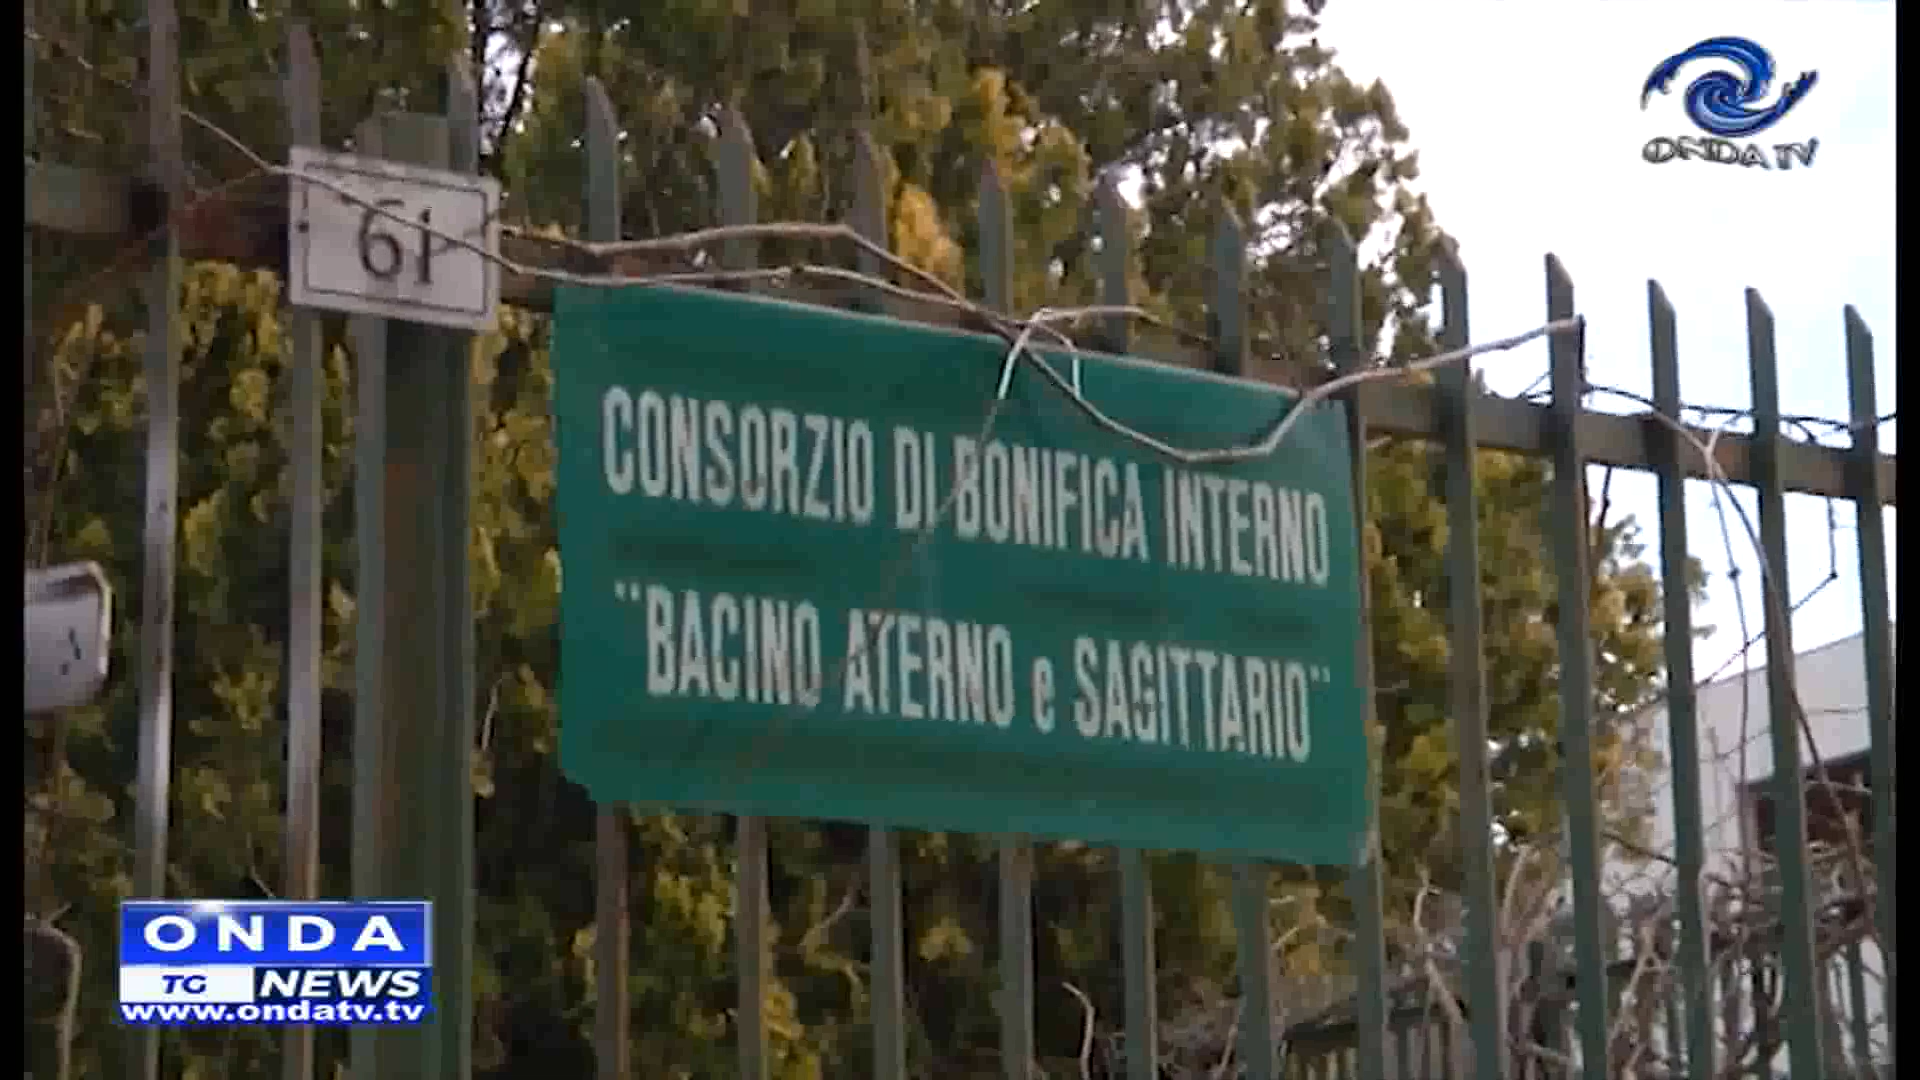 ONDA TV
61
CONSORZIO DI BONIFICA INTERNO
"BACINO ATERNO e SAGITTARIO"
ONDA
TG NEWS
www.ondatv.tv